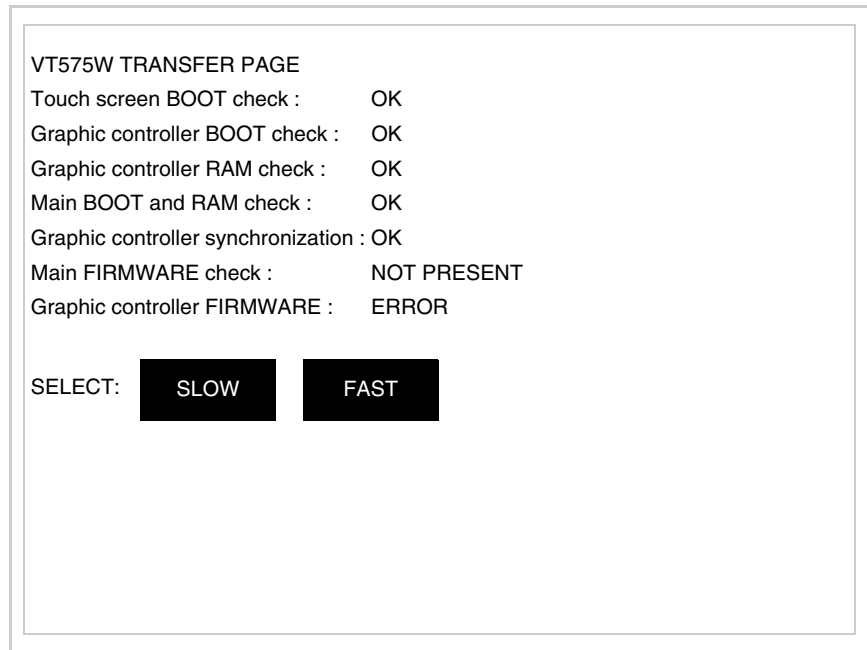 VT575W TRANSFER PAGE
Touch screen BOOT check : OK
Graphic controller BOOT check : OK
Graphic controller RAM check : OK
Main BOOT and RAM check : OK
Graphic controller synchronization : OK
Main FIRMWARE check : NOT PRESENT
Graphic controller FIRMWARE : ERROR
SELECT: SLOW FAST